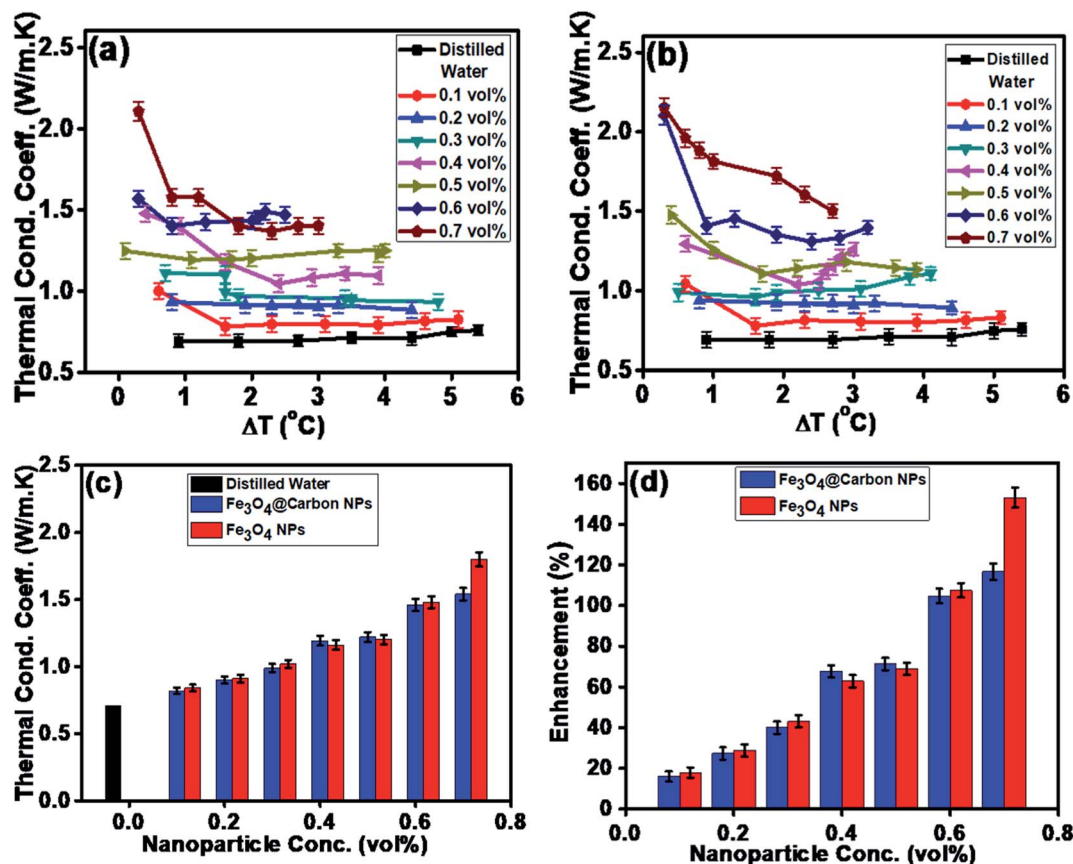 (a)
Thermal Cond. Coeff. (W/m.K)
2.5
2.0
1.5
1.0
0.5
0 1 2 3 4 5 6
ΔT (°C)
Distilled
Water
0.1 vol%
0.2 vol%
0.3 vol%
0.4 vol%
0.5 vol%
0.6 vol%
0.7 vol%
(b)
Thermal Cond. Coeff. (W/m.K)
2.5
2.0
1.5
1.0
0.5
0 1 2 3 4 5 6
ΔT (°C)
Distilled
Water
0.1 vol%
0.2 vol%
0.3 vol%
0.4 vol%
0.5 vol%
0.6 vol%
0.7 vol%
(c)
Thermal Cond. Coeff. (W/m.K)
2.5
2.0
1.5
1.0
0.5
0.0
0.0 0.2 0.4 0.6 0.8
Nanoparticle Conc. (vol%)
Distilled Water
Fe₃O₄@Carbon NPs
Fe₃O₄ NPs
(d)
Enhancement (%)
160
140
120
100
80
60
40
20
0
0.0 0.2 0.4 0.6 0.8
Nanoparticle Conc. (vol%)
Fe₃O₄@Carbon NPs
Fe₃O₄ NPs